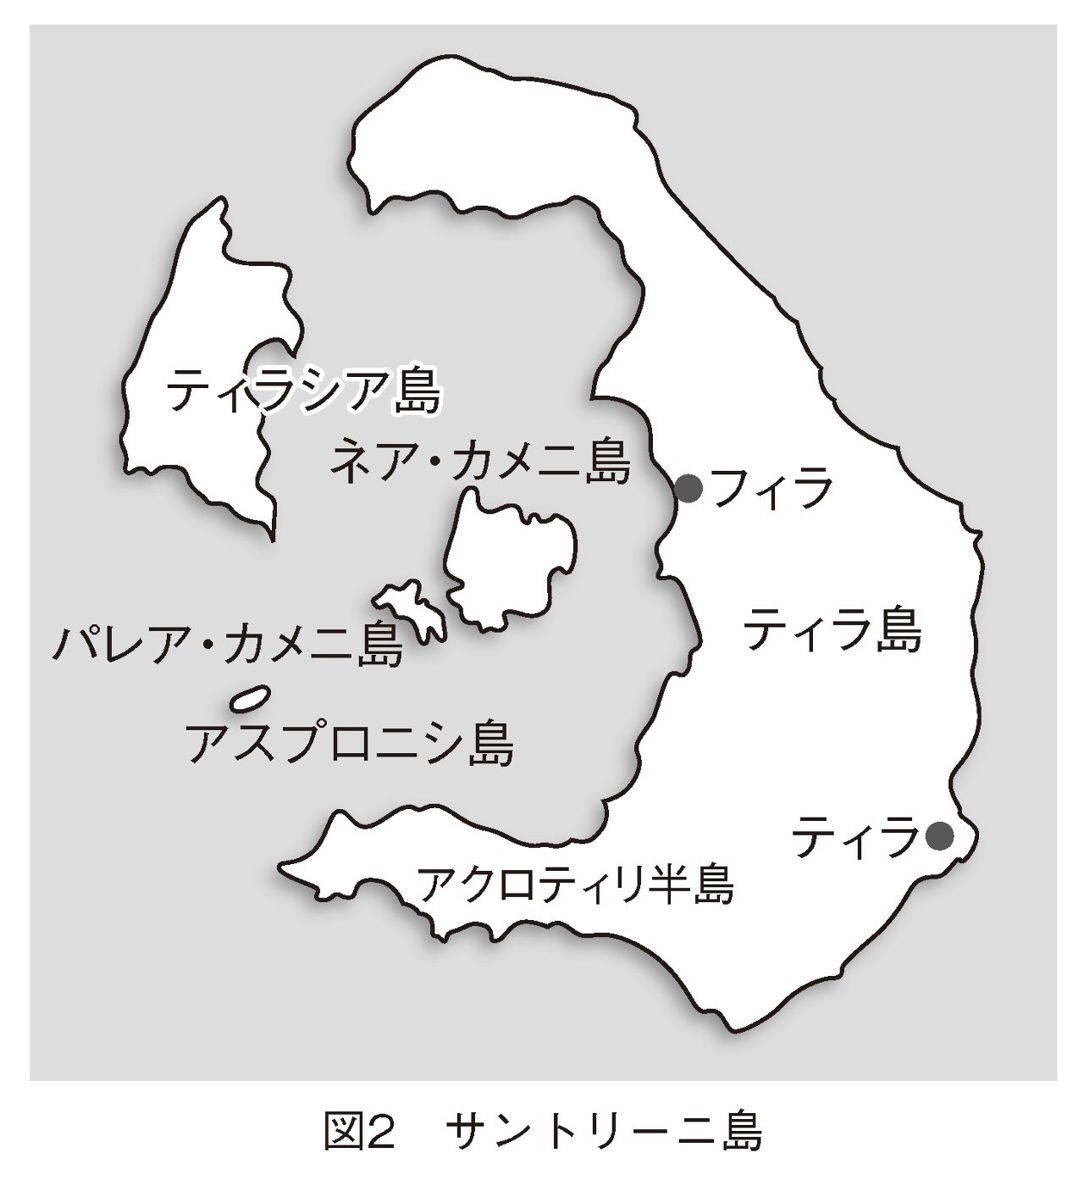 ティラシア島
ネア・カメニ島
フィラ
パレア・カメニ島
ティラ島
アスプロニシ島
ティラ
アクロティリ半島
図2　サントリーニ島